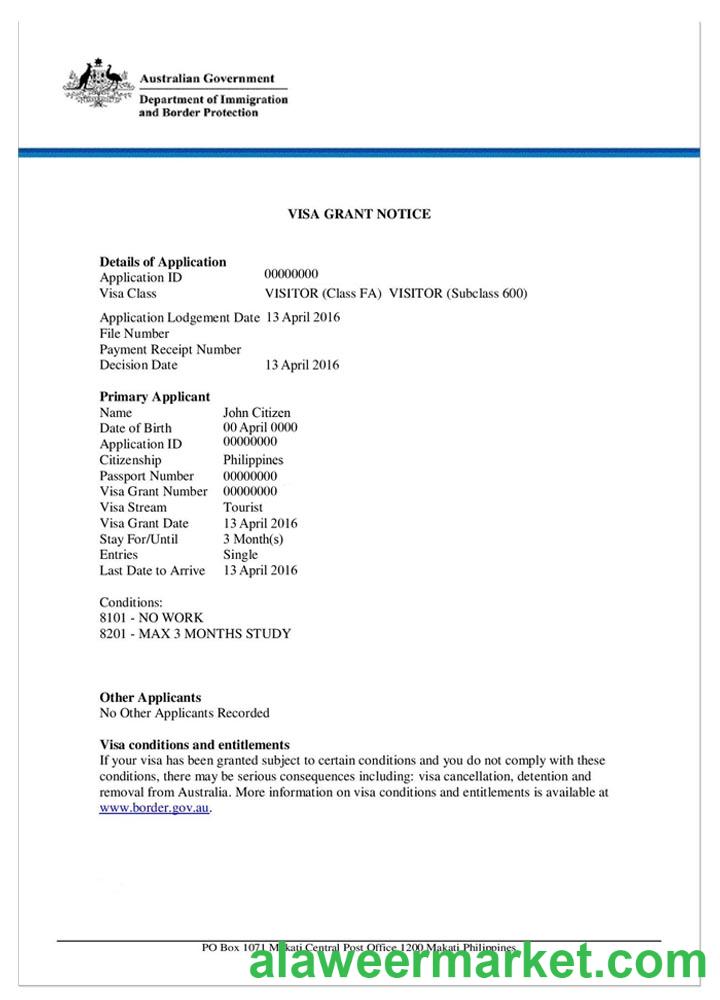 Australian Government
Department of Immigration
and Border Protection
VISA GRANT NOTICE
Details of Application
Application ID 00000000
Visa Class VISITOR (Class FA) VISITOR (Subclass 600)
Application Lodgement Date 13 April 2016
File Number
Payment Receipt Number
Decision Date 13 April 2016
Primary Applicant
Name John Citizen
Date of Birth 00 April 0000
Application ID 00000000
Citizenship Philippines
Passport Number 00000000
Visa Grant Number 00000000
Visa Stream Tourist
Visa Grant Date 13 April 2016
Stay For/Until 3 Month(s)
Entries Single
Last Date to Arrive 13 April 2016
Conditions:
8101 - NO WORK
8201 - MAX 3 MONTHS STUDY
Other Applicants
No Other Applicants Recorded
Visa conditions and entitlements
If your visa has been granted subject to certain conditions and you do not comply with these
conditions, there may be serious consequences including: visa cancellation, detention and
removal from Australia. More information on visa conditions and entitlements is available at
www.border.gov.au.
PO Box 1071 Makati Central Post Office 1200 Makati Philippines
alaweermarket.com